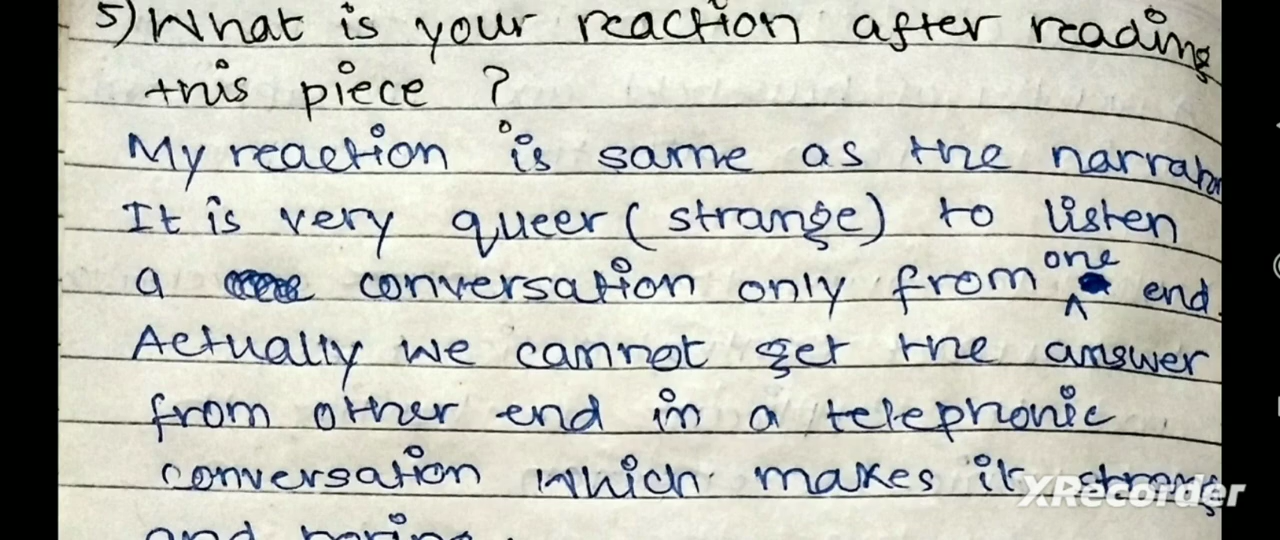 5) What is your reaction after reading
this piece ?
My reaction is same as the
It is very queer ( strange) to listen
a conversation only from one end.
Actually we cannot get the answer
from other end in a telephonic
conversation which makes it
XRecorder
and boring.